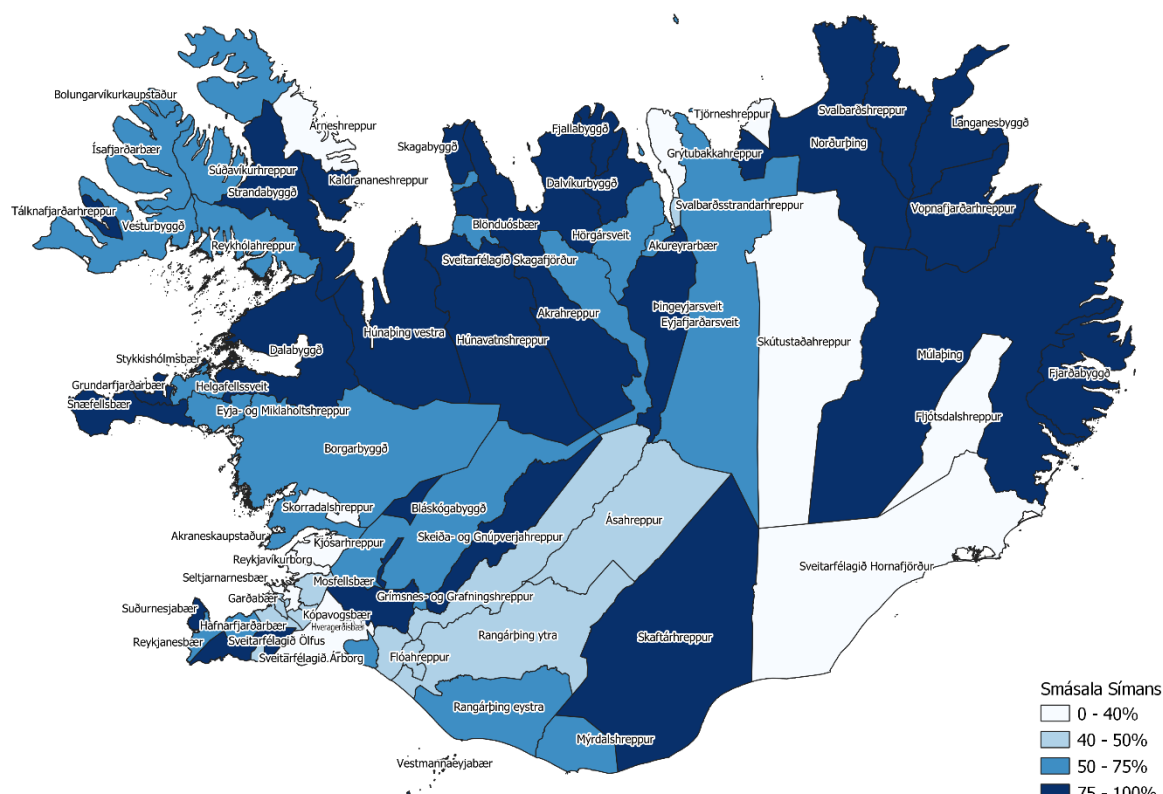 Bolungarvíkurkaupstaður
Árneshreppur
Ísafjarðarbær
Súðavíkurhreppur
Kaldrananeshreppur
Strandabyggð
Tálknafjarðarhreppur
Vesturbyggð
Reykhólahreppur
Skagabyggð
Fjallabyggð
Dalvíkurbyggð
Tjörneshreppur
Grýtubakkahreppur
Svalbarðshreppur
Langanesbyggð
Norðurþing
Svalbarðsstrandarhreppur
Vopnafjarðarhreppur
Blönduósbær
Hörgársveit
Akureyrarbær
Sveitarfélagið Skagafjörður
Akrahreppur
Þingeyjarsveit
Eyjafjarðarsveit
Húnaþing vestra
Húnavatnshreppur
Skútustaðahreppur
Dalabyggð
Múlaþing
Stykkishólmsbær
Fjarðabyggð
Grundarfjarðarbær
Helgafellssveit
Snæfellsbær
Eyja- og Miklaholtshreppur
Fljótsdalshreppur
Borgarbyggð
Skorradalshreppur
Bláskógabyggð
Ásahreppur
Akraneskaupstaður
Skeiða- og Gnúpverjahreppur
Kjósarhreppur
Reykjavíkurborg
Sveitarfélagið Hornafjörður
Seltjarnarnesbær
Mosfellsbær
Garðabær
Grímsnes- og Grafningshreppur
Suðurnesjabær
Kópavogsbær
Hafnarfjarðarbær
Hveragerðisbær
Reykjanesbær
Sveitarfélagið Ölfus
Rangárþing ytra
Skaftárhreppur
Sveitarfélagið Árborg
Flóahreppur
Rangárþing eystra
Mýrdalshreppur
Vestmannaeyjabær
Smásala Símans
0 - 40%
40 - 50%
50 - 75%
75 - 100%